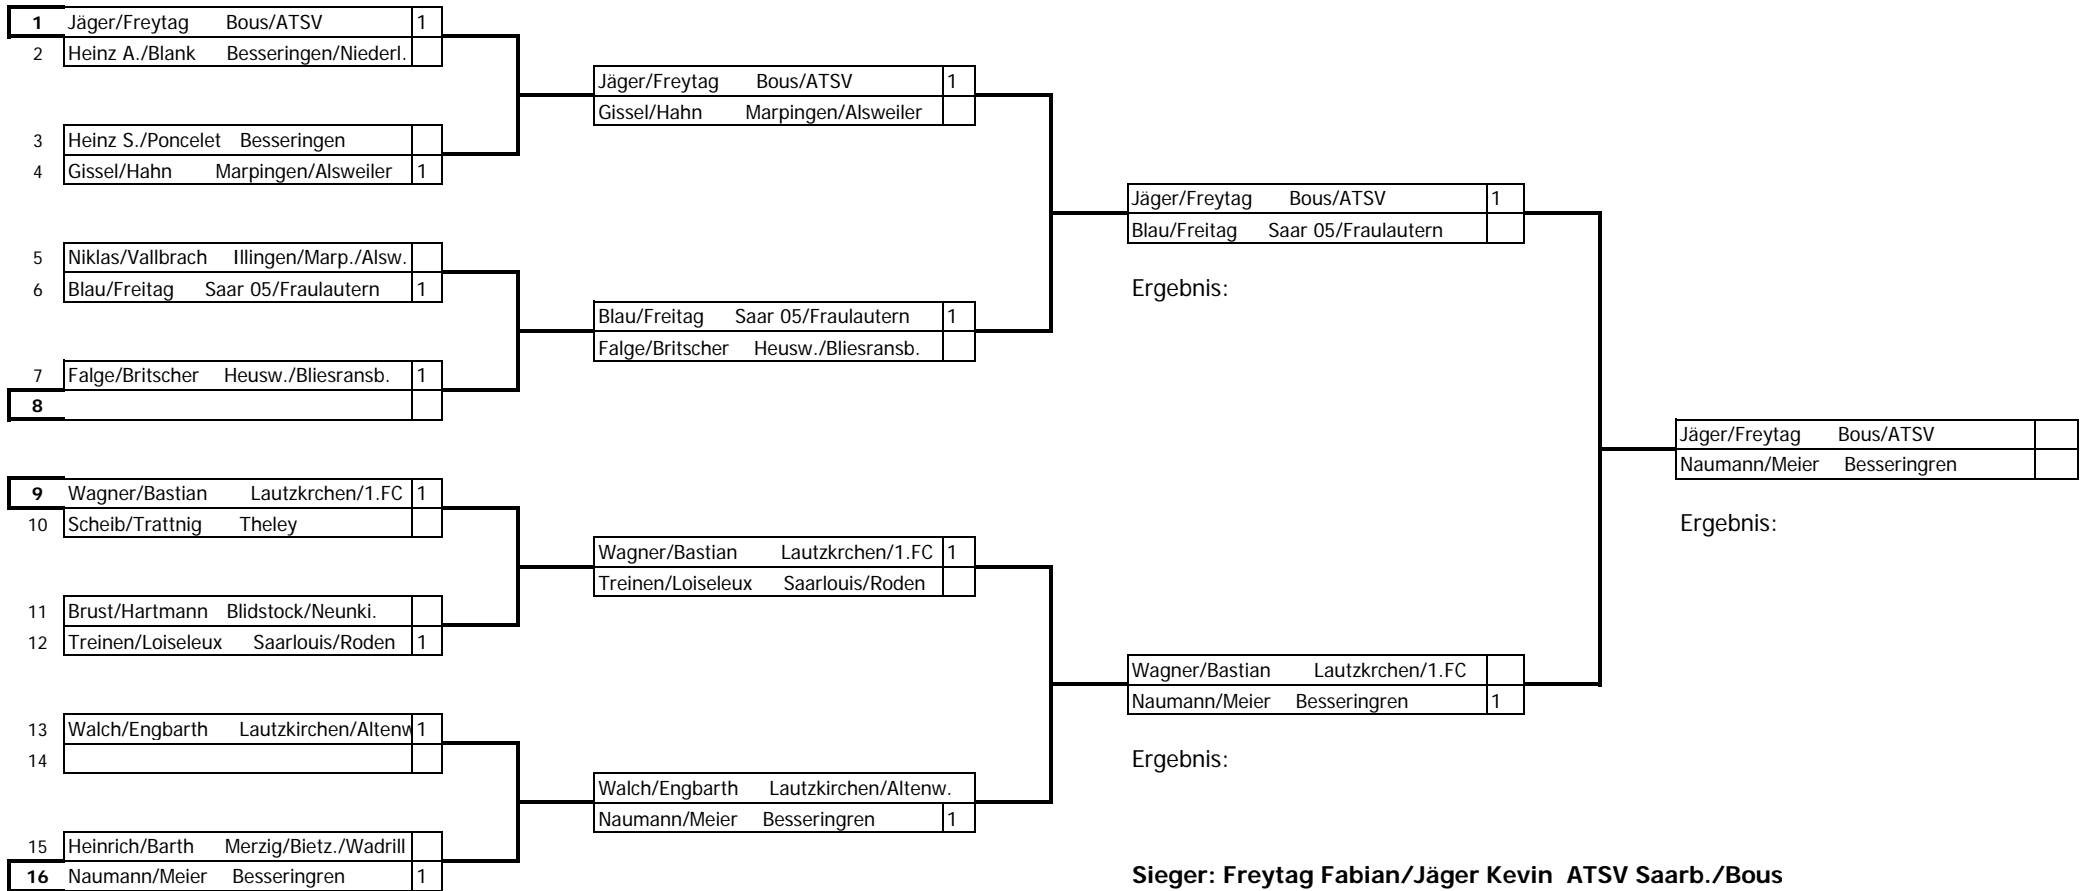 1 Jäger/Freytag Bous/ATSV 1
2 Heinz A./Blank Besseringen/Niederl.
3 Heinz S./Poncelet Besseringen
4 Gissel/Hahn Marpingen/Alsweiler 1
5 Niklas/Vallbrach Illingen/Marp./Alsw.
6 Blau/Freitag Saar 05/Fraulautern 1
7 Falge/Britscher Heusw./Bliesransb. 1
8
9 Wagner/Bastian Lautzkrchen/1.FC 1
10 Scheib/Trattnig Theley
11 Brust/Hartmann Blidstock/Neunki.
12 Treinen/Loiseleux Saarlouis/Roden 1
13 Walch/Engbarth Lautzkirchen/Altenw 1
14
15 Heinrich/Barth Merzig/Bietz./Wadrill
16 Naumann/Meier Besseringren 1
Jäger/Freytag Bous/ATSV 1
Gissel/Hahn Marpingen/Alsweiler
Blau/Freitag Saar 05/Fraulautern 1
Falge/Britscher Heusw./Bliesransb.
Wagner/Bastian Lautzkrchen/1.FC 1
Treinen/Loiseleux Saarlouis/Roden
Walch/Engbarth Lautzkirchen/Altenw.
Naumann/Meier Besseringren 1
Jäger/Freytag Bous/ATSV 1
Blau/Freitag Saar 05/Fraulautern
Ergebnis:
Wagner/Bastian Lautzkrchen/1.FC
Naumann/Meier Besseringren 1
Ergebnis:
Jäger/Freytag Bous/ATSV
Naumann/Meier Besseringren
Ergebnis:
Sieger: Freytag Fabian/Jäger Kevin ATSV Saarb./Bous